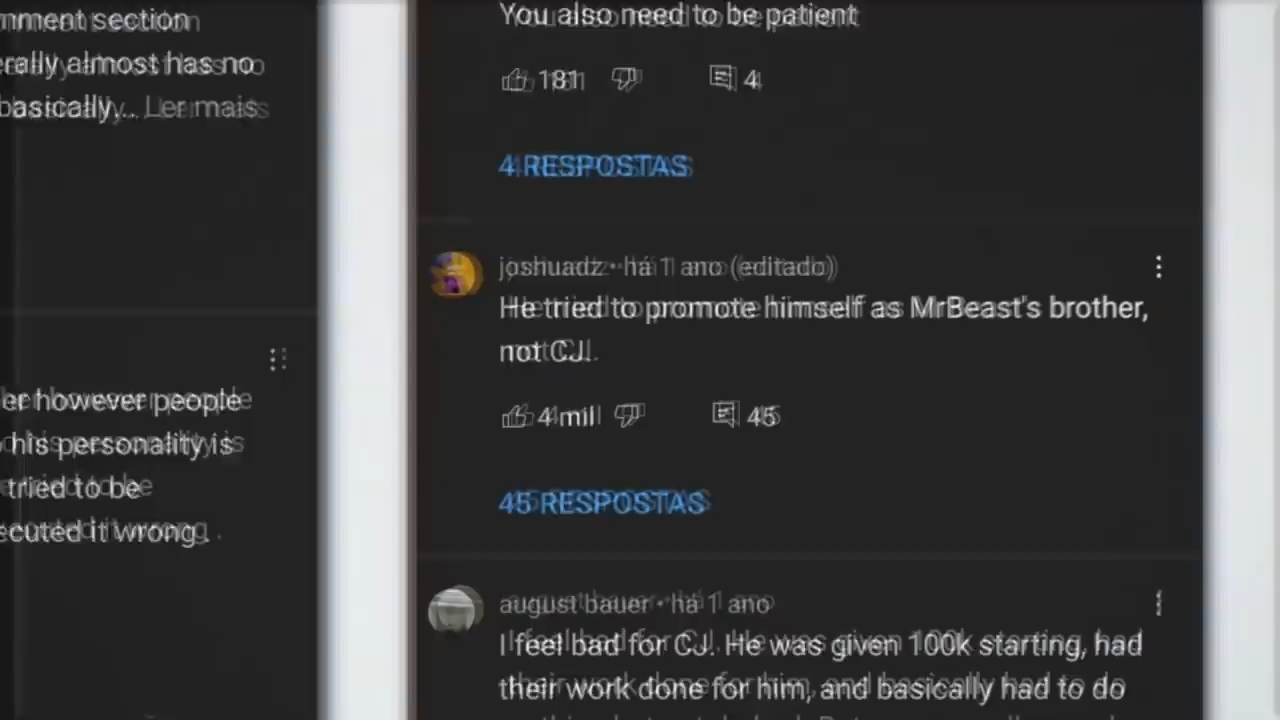 mment section
erally almost has no
basically... Ler mais
er however people
his personality is
tried to be
ecuted it wrong.
You also need to be patient
181
4
4 RESPOSTAS
joshuadz • há 1 ano (editado)
He tried to promote himself as MrBeast's brother,
not CJ.
4 mil
45
45 RESPOSTAS
august bauer • há 1 ano
I feel bad for CJ. He was given 100k starting, had
their work done for him, and basically had to do